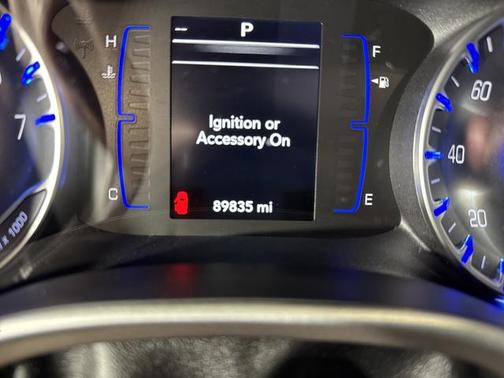 P
H
F
7
60
Ignition or
Accessory On
40
C
E
89835 mi
20
x 1000